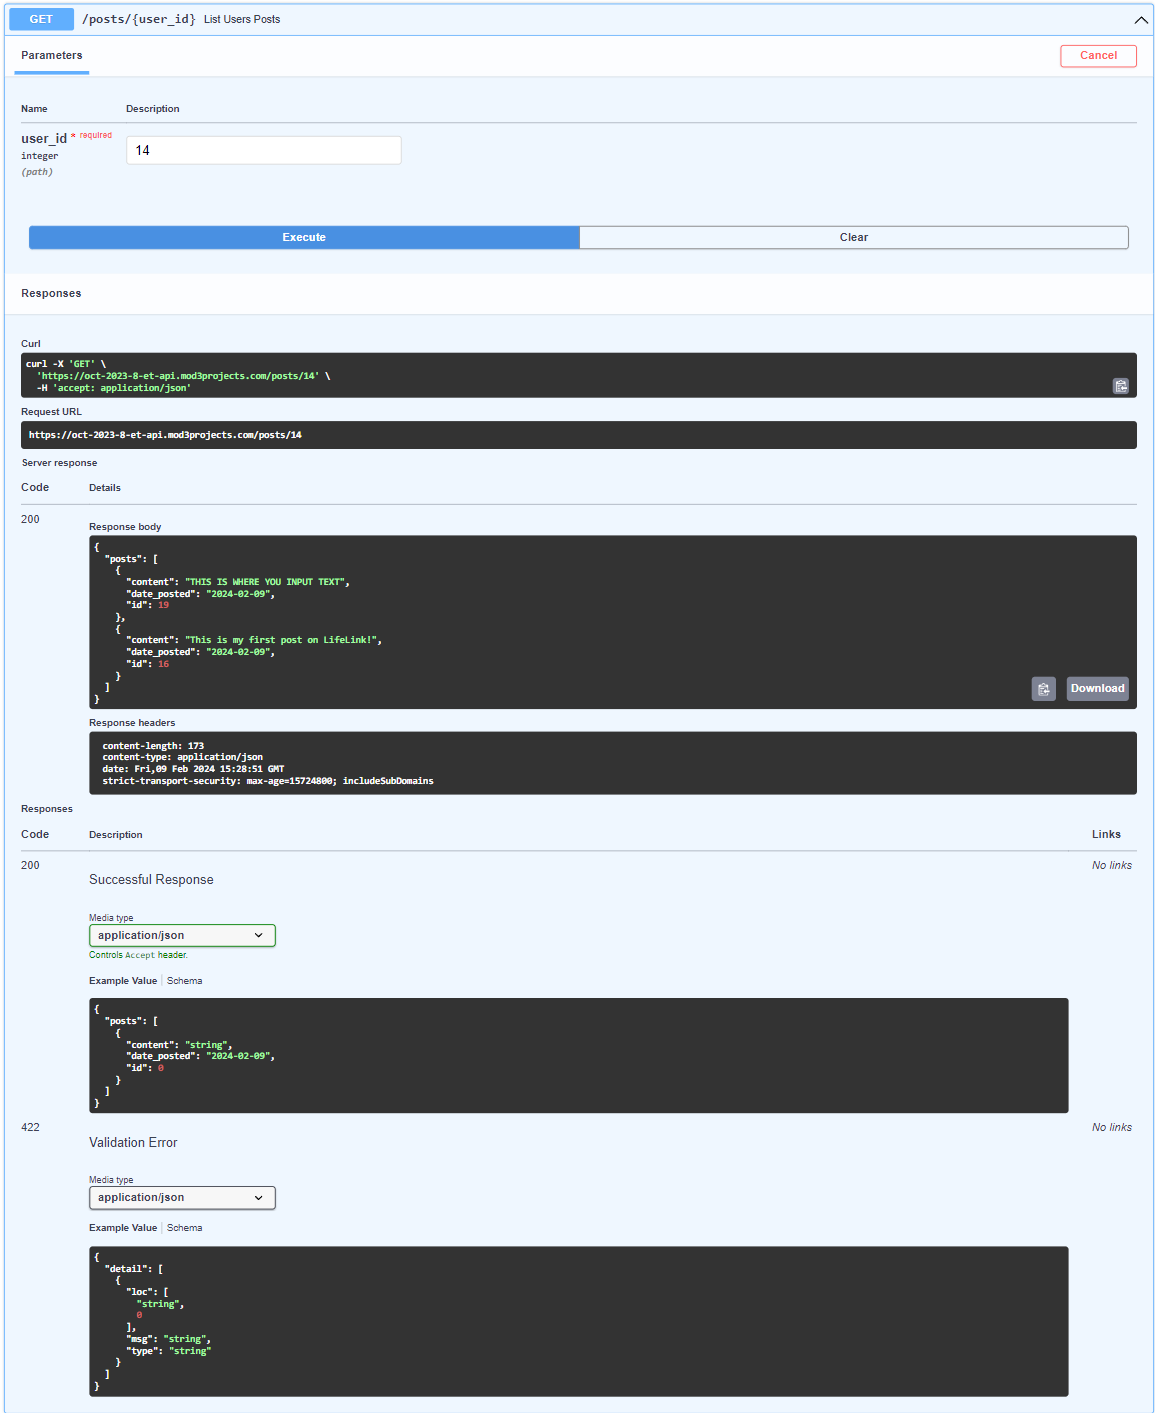 GET /posts/{user_id} List Users Posts
Parameters
Cancel
Name Description
user_id * required
integer
(path)
14
Execute Clear
Responses
Curl
curl -X 'GET' \
'https://oct-2023-8-et-api.mod3projects.com/posts/14' \
-H 'accept: application/json'
Request URL
https://oct-2023-8-et-api.mod3projects.com/posts/14
Server response
Code Details
200
Response body
{
"posts": [
{
"content": "THIS IS WHERE YOU INPUT TEXT",
"date_posted": "2024-02-09",
"id": 19
},
{
"content": "This is my first post on LifeLink!",
"date_posted": "2024-02-09",
"id": 16
}
]
}
Download
Response headers
content-length: 173
content-type: application/json
date: Fri,09 Feb 2024 15:28:51 GMT
strict-transport-security: max-age=15724800; includeSubDomains
Responses
Code Description Links
200 No links
Successful Response
Media type
application/json
Controls Accept header.
Example Value Schema
{
"posts": [
{
"content": "string",
"date_posted": "2024-02-09",
"id": 0
}
]
}
422 No links
Validation Error
Media type
application/json
Example Value Schema
{
"detail": [
{
"loc": [
"string",
0
],
"msg": "string",
"type": "string"
}
]
}